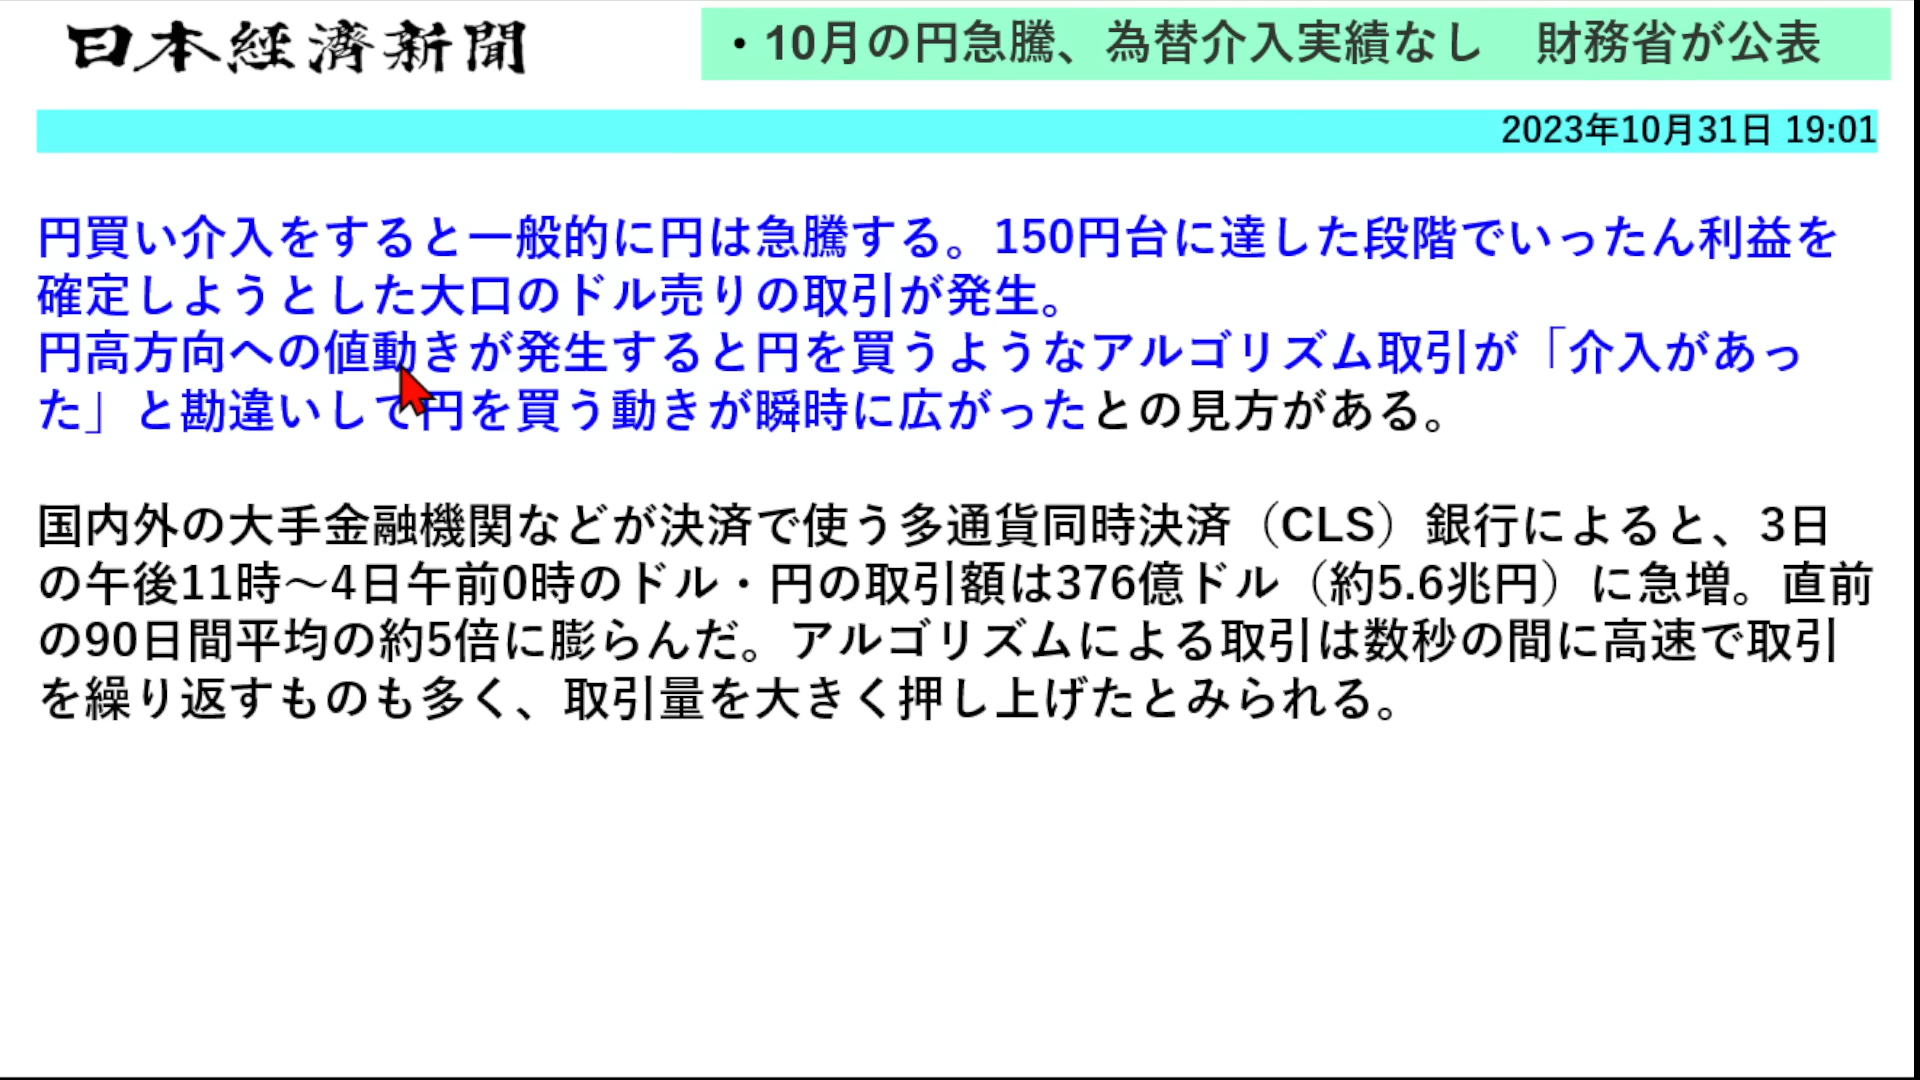 日本経済新聞
・10月の円急騰、為替介入実績なし　財務省が公表
2023年10月31日 19:01
円買い介入をすると一般的に円は急騰する。150円台に達した段階でいったん利益を
確定しようとした大口のドル売りの取引が発生。
円高方向への値動きが発生すると円を買うようなアルゴリズム取引が「介入があっ
た」と勘違いして円を買う動きが瞬時に広がったとの見方がある。
国内外の大手金融機関などが決済で使う多通貨同時決済（CLS）銀行によると、3日
の午後11時～4日午前0時のドル・円の取引額は376億ドル（約5.6兆円）に急増。直前
の90日間平均の約5倍に膨らんだ。アルゴリズムによる取引は数秒の間に高速で取引
を繰り返すものも多く、取引量を大きく押し上げたとみられる。